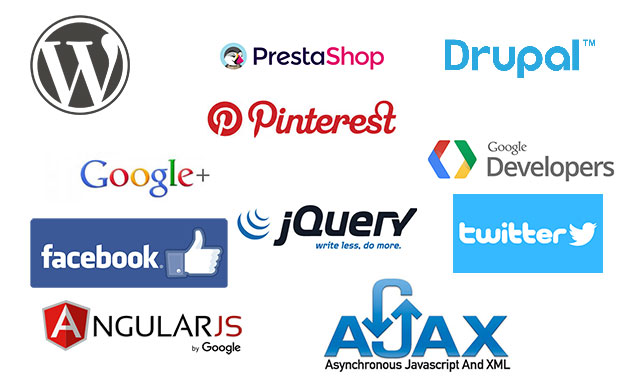 W
PrestaShop
Drupal™
Pinterest
Google
Developers
Google+
jQuery
write less, do more.
twitter
facebook®
ANGULARJS
by Google
AJAX
Asynchronous Javascript And XML